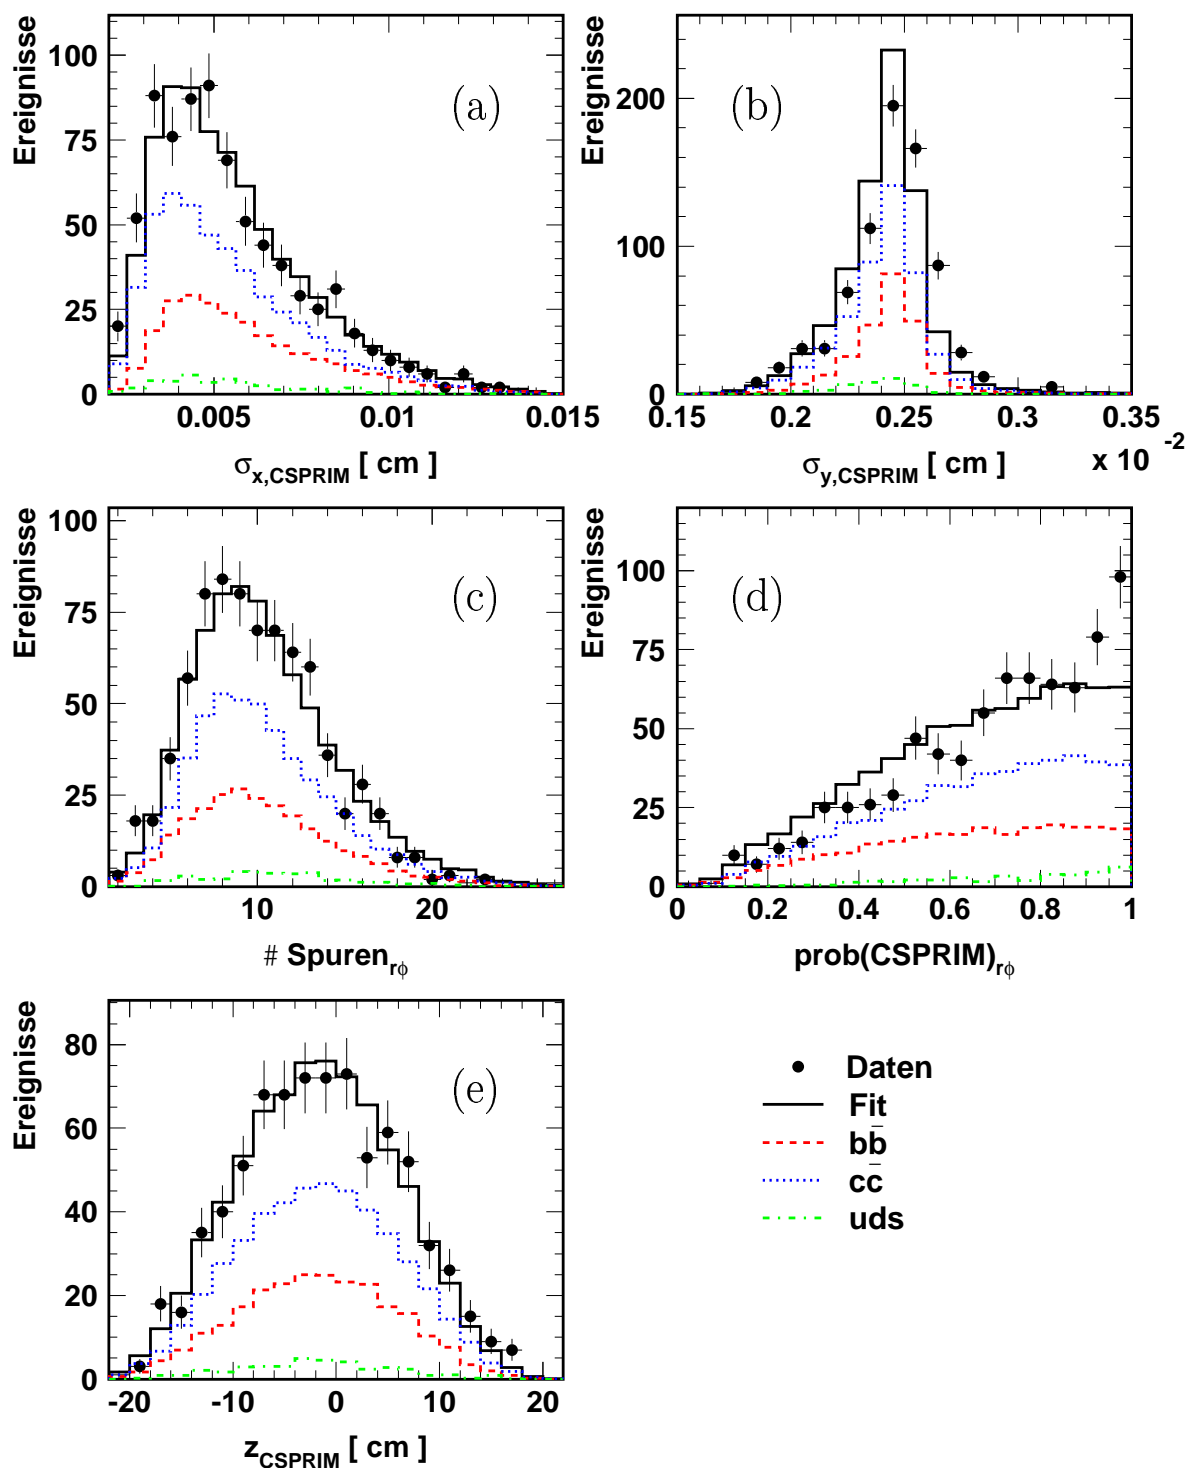 Ereignisse
100
75
50
25
0
0.005
0.01
0.015
(a)
σx,CSPRIM [ cm ]
Ereignisse
200
100
0
0.15
0.2
0.25
0.3
0.35
(b)
x 10 -2
σy,CSPRIM [ cm ]
Ereignisse
100
75
50
25
0
10
20
(c)
# Spurenrϕ
Ereignisse
100
75
50
25
0
0
0.2
0.4
0.6
0.8
1
(d)
prob(CSPRIM)rϕ
Ereignisse
80
60
40
20
0
-20
-10
0
10
20
(e)
zCSPRIM [ cm ]
Daten
Fit
bb̄
cc̄
uds